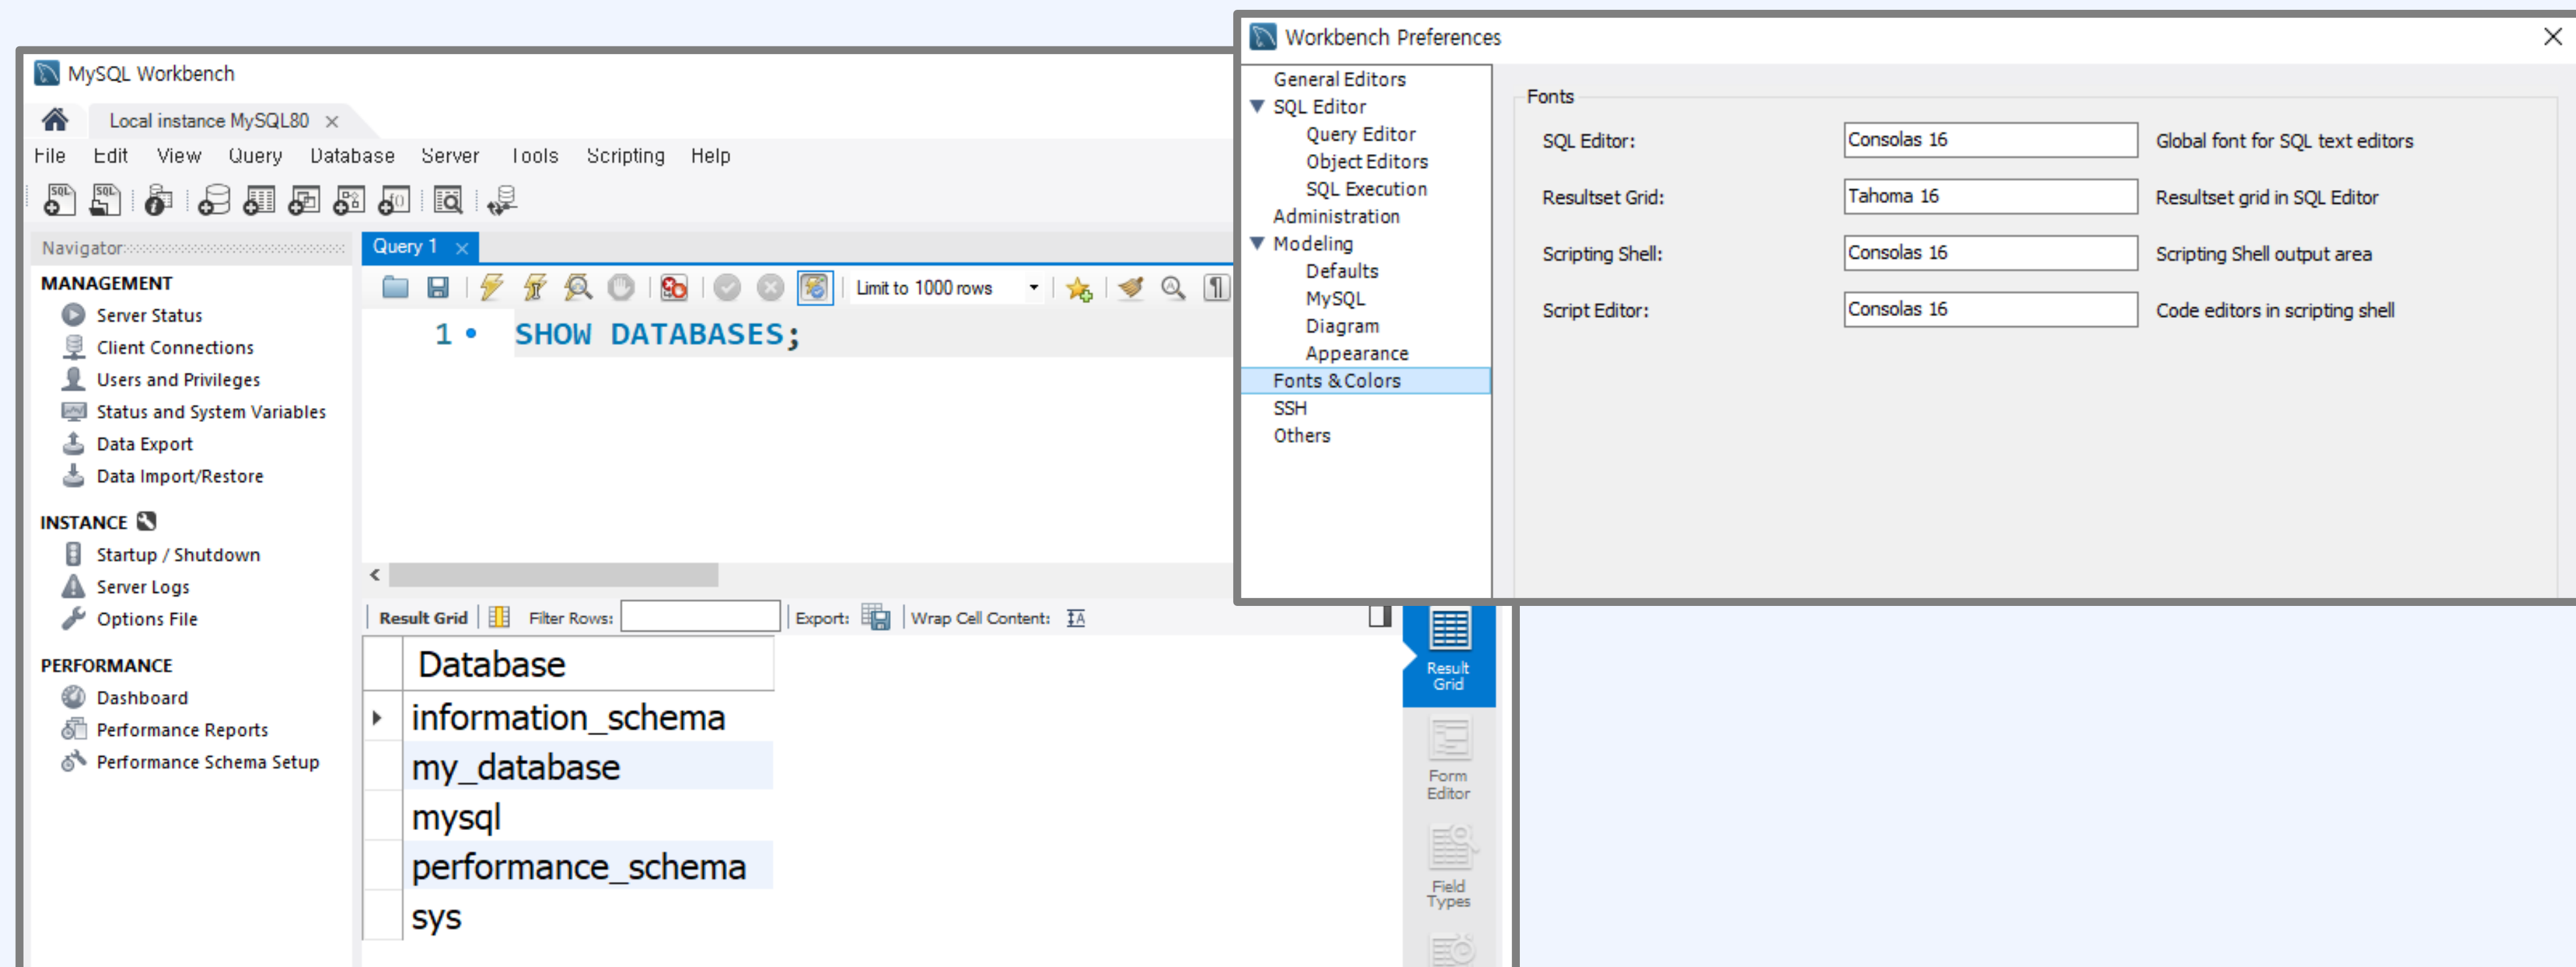 MySQL Workbench
Local instance MySQL80
File Edit View Query Database Server Tools Scripting Help
Navigator
MANAGEMENT
Server Status
Client Connections
Users and Privileges
Status and System Variables
Data Export
Data Import/Restore
INSTANCE
Startup / Shutdown
Server Logs
Options File
PERFORMANCE
Dashboard
Performance Reports
Performance Schema Setup
Query 1
Limit to 1000 rows
1 SHOW DATABASES;
Result Grid Filter Rows: Export: Wrap Cell Content:
Database
information_schema
my_database
mysql
performance_schema
sys
Result
Grid
Form
Editor
Field
Types
Workbench Preferences
General Editors
SQL Editor
Query Editor
Object Editors
SQL Execution
Administration
Modeling
Defaults
MySQL
Diagram
Appearance
Fonts & Colors
SSH
Others
Fonts
SQL Editor: Consolas 16 Global font for SQL text editors
Resultset Grid: Tahoma 16 Resultset grid in SQL Editor
Scripting Shell: Consolas 16 Scripting Shell output area
Script Editor: Consolas 16 Code editors in scripting shell